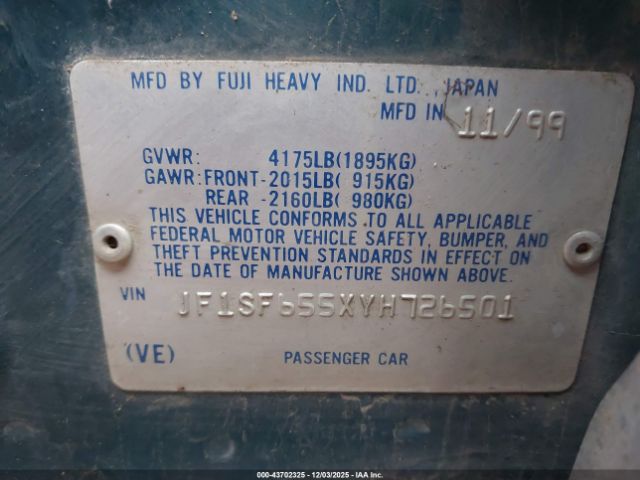 MFD BY FUJI HEAVY IND. LTD. ,JAPAN
MFD IN 11/99
GVWR: 4175LB(1895KG)
GAWR:FRONT-2015LB( 915KG)
REAR -2160LB( 980KG)
THIS VEHICLE CONFORMS TO ALL APPLICABLE
FEDERAL MOTOR VEHICLE SAFETY, BUMPER, AND
THEFT PREVENTION STANDARDS IN EFFECT ON
THE DATE OF MANUFACTURE SHOWN ABOVE.
VIN JF1SF655XYH726501
(VE) PASSENGER CAR
000-43702325 - 12/03/2025 - IAAI.COM